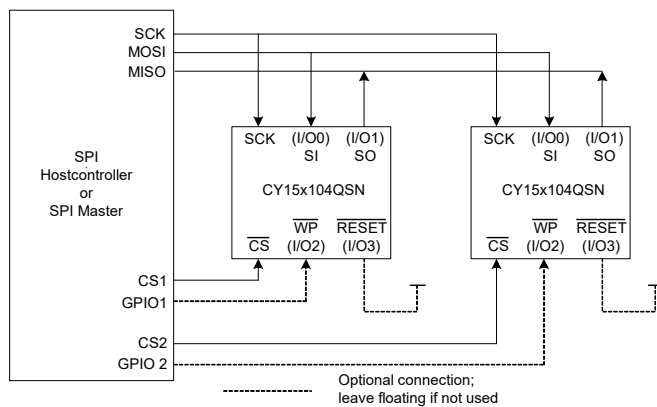 SCK
MOSI
MISO
SPI
Hostcontroller
or
SPI Master
CS1
GPIO1
CS2
GPIO 2
SCK (I/O0) (I/O1)
SI SO
CY15x104QSN
WP RESET
CS (I/O2) (I/O3)
SCK (I/O0) (I/O1)
SI SO
CY15x104QSN
WP RESET
CS (I/O2) (I/O3)
Optional connection;
leave floating if not used